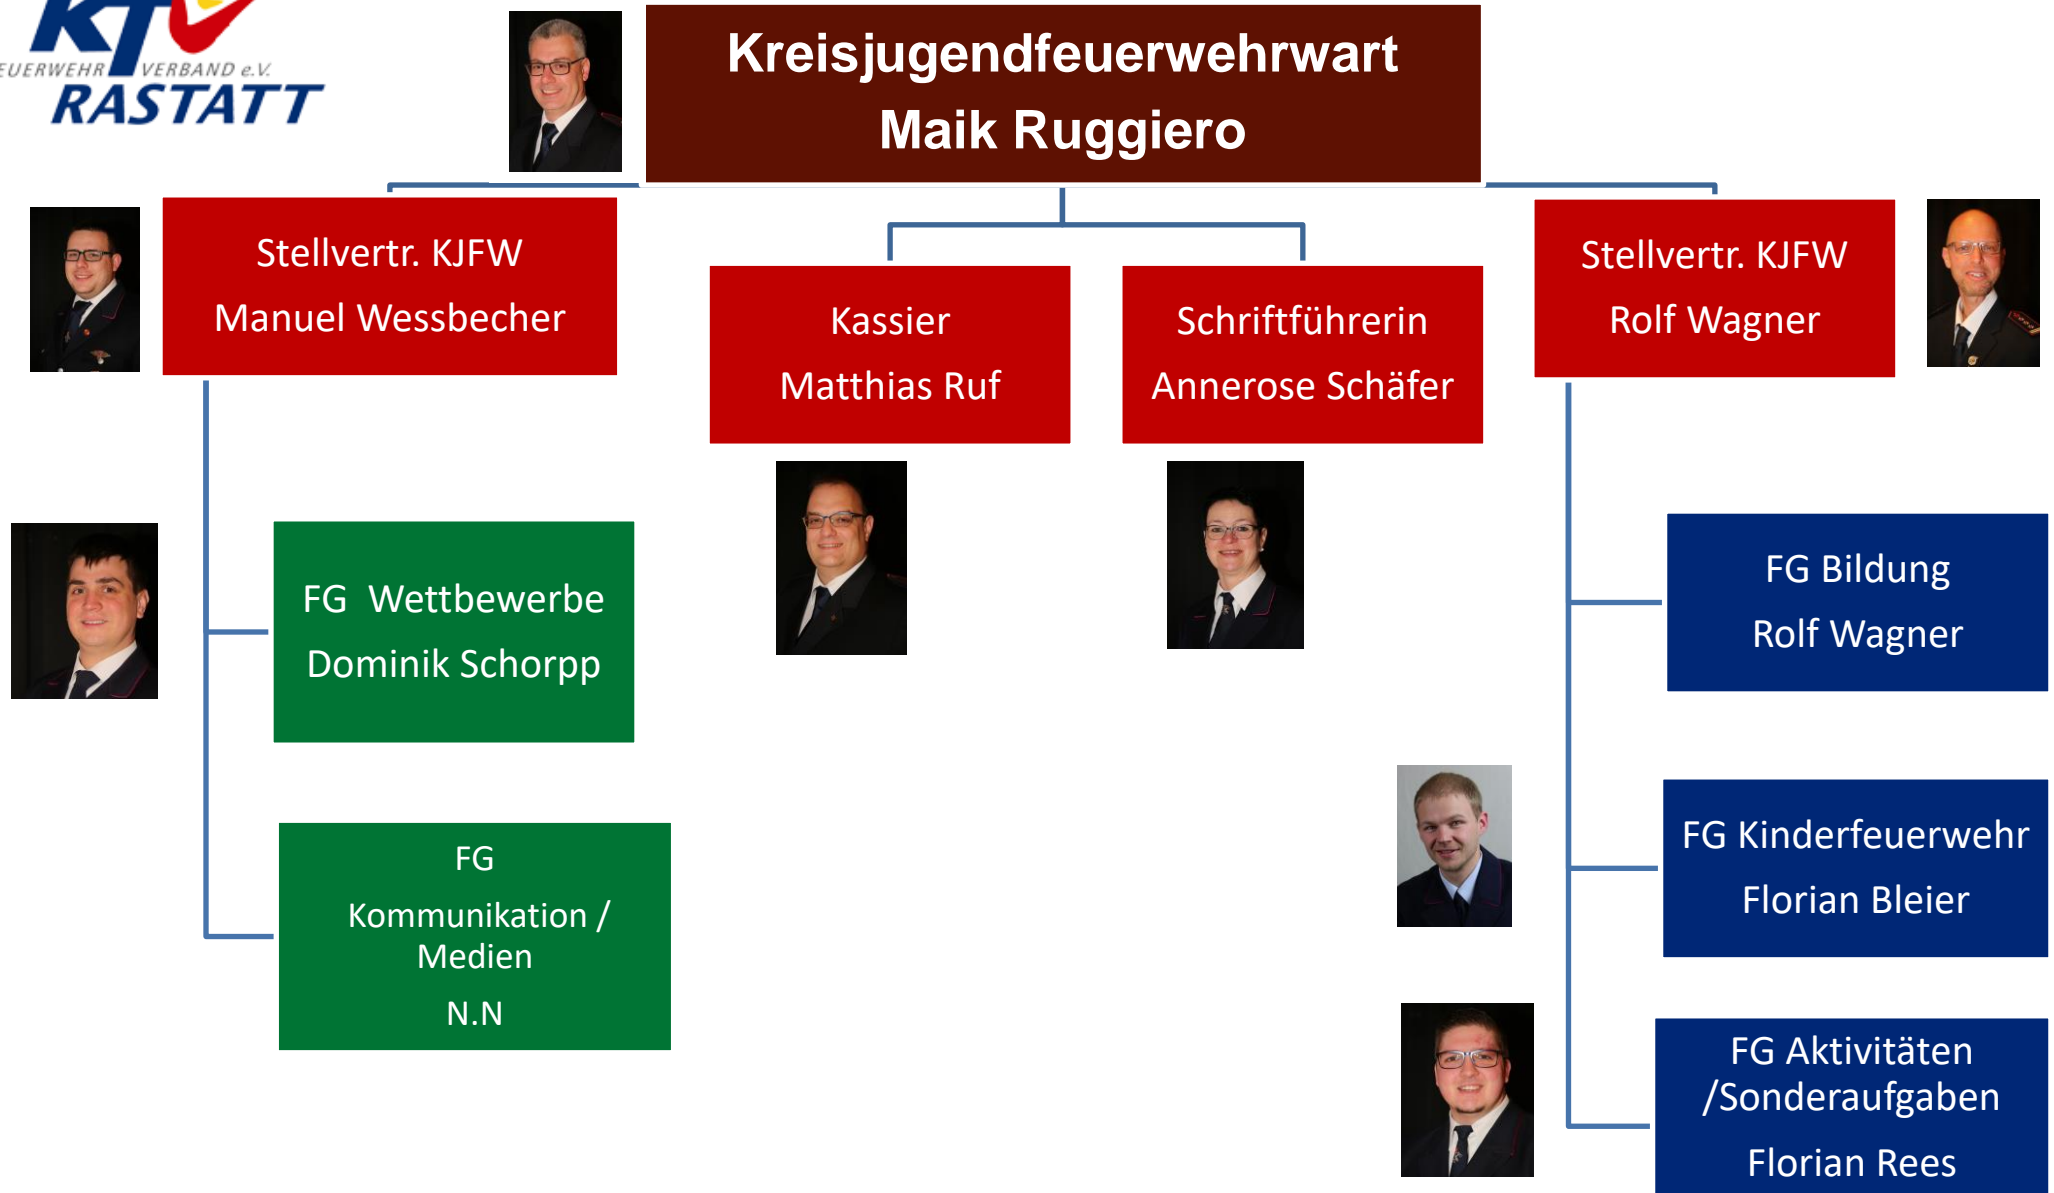 KFV
FEUERWEHR VERBAND e.V.
RASTATT
Kreisjugendfeuerwehrwart
Maik Ruggiero
Stellvertr. KJFW
Manuel Wessbecher
Kassier
Matthias Ruf
Schriftführerin
Annerose Schäfer
Stellvertr. KJFW
Rolf Wagner
FG Wettbewerbe
Dominik Schorpp
FG
Kommunikation /
Medien
N.N
FG Bildung
Rolf Wagner
FG Kinderfeuerwehr
Florian Bleier
FG Aktivitäten
/Sonderaufgaben
Florian Rees